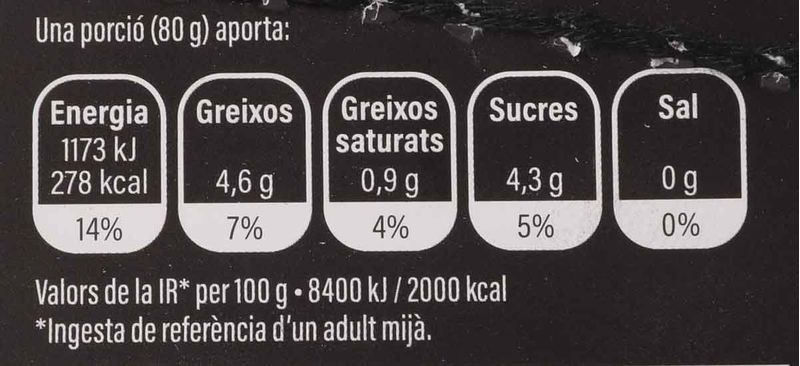 Una porció (80 g) aporta:
Energia
1173 kJ
278 kcal
14%
Greixos
4,6 g
7%
Greixos
saturats
0,9 g
4%
Sucres
4,3 g
5%
Sal
0 g
0%
Valors de la IR* per 100 g • 8400 kJ / 2000 kcal
*Ingesta de referència d'un adult mijà.